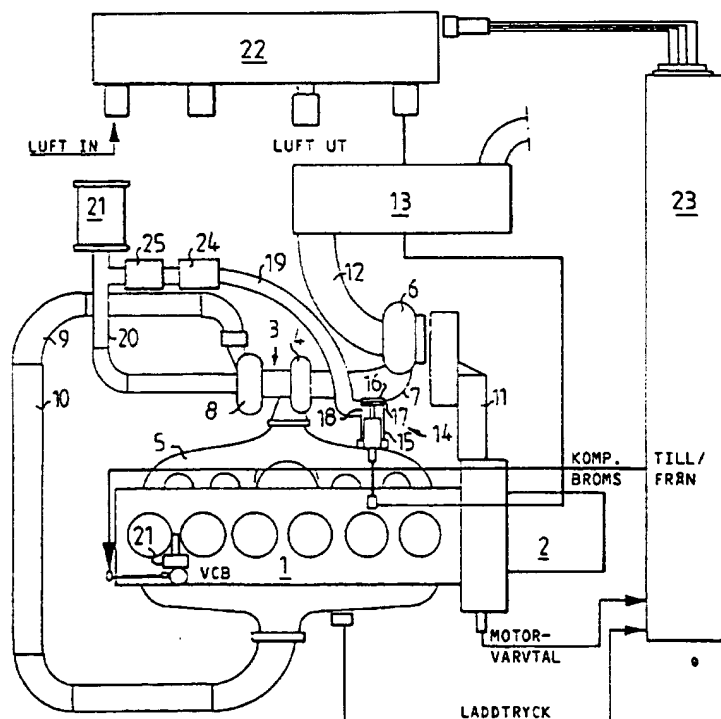 22
LUFT IN
LUFT UT
13
23
21
25
24
19
12
6
9
20
3
4
10
8
16
7
18
17
11
14
15
5
KOMP.
BROMS
TILL/
FRÅN
21
VCB
1
2
MOTOR-
VARVTAL
LADDTRYCK